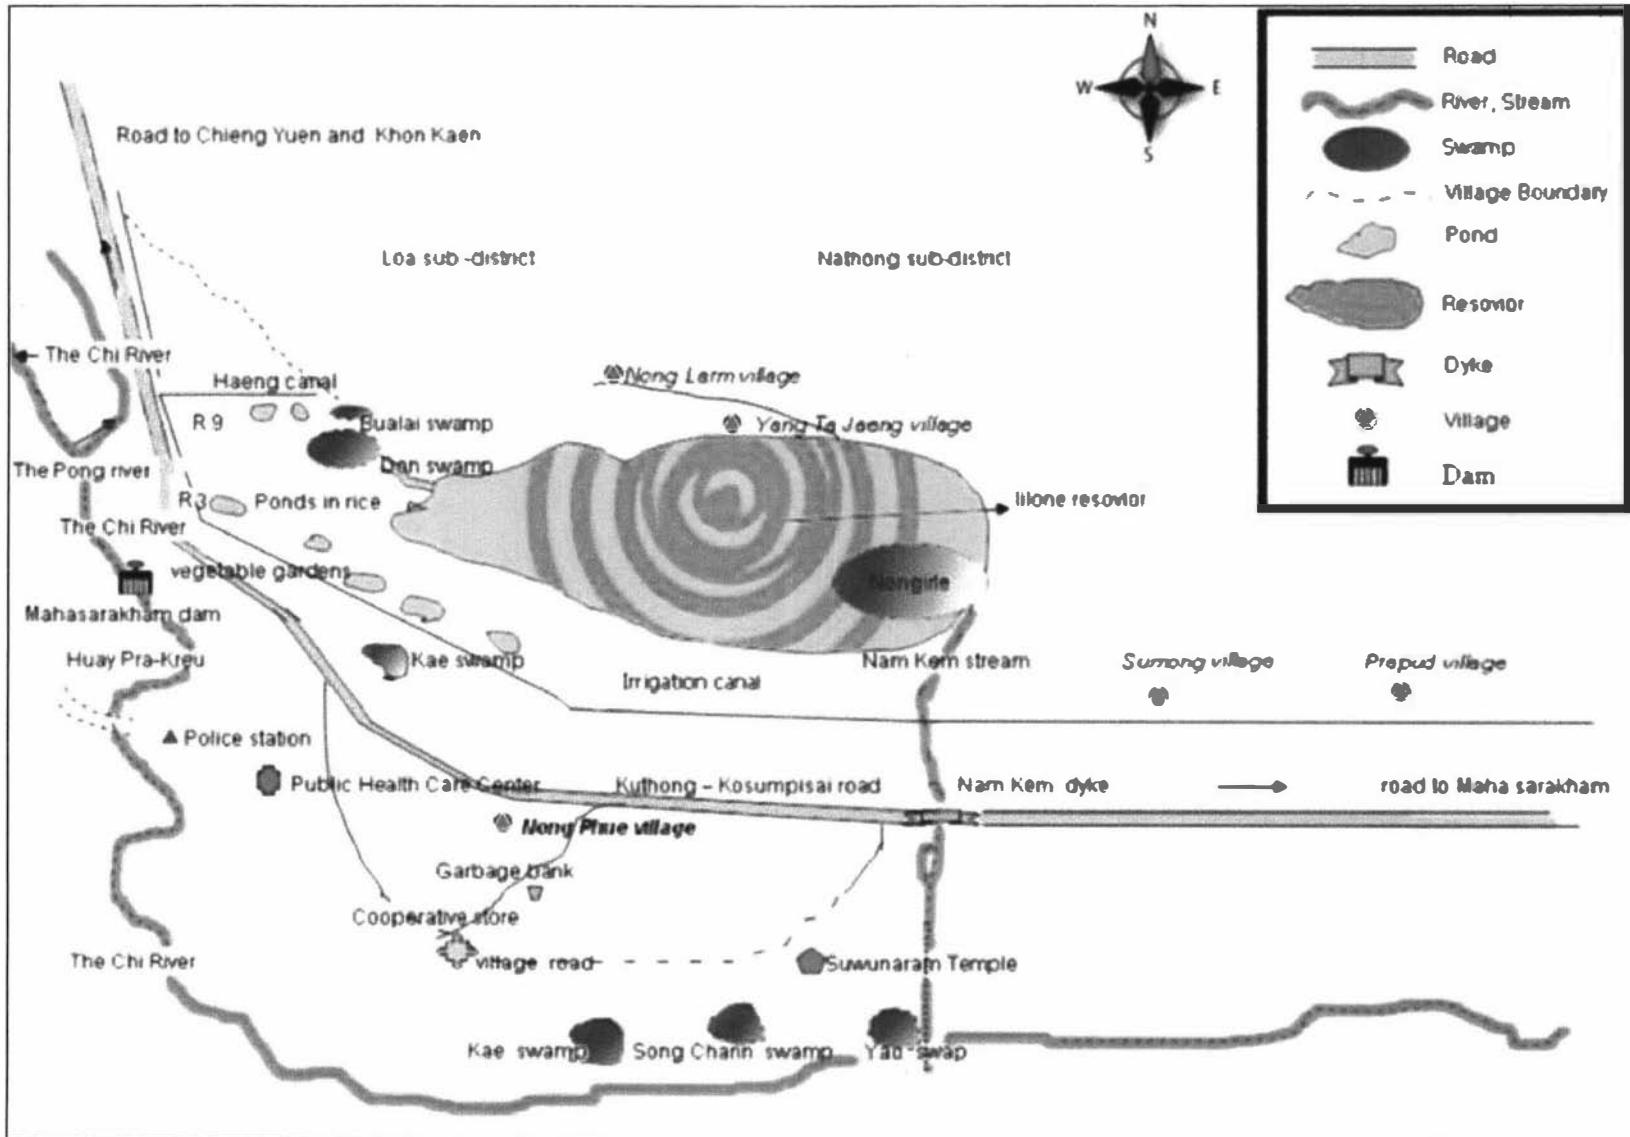 N
W E
S
Road
River, Stream
Swamp
Village Boundary
Pond
Resovior
Dyke
Village
Dam
Road to Chieng Yuen and Khon Kaen
Loa sub-district
Nathong sub-district
The Chi River
Haeng canal
Nong Larm village
R 9
Bualai swamp
Yang Ta Jaeng village
The Pong river
Dan swamp
R 3
Ponds in rice
resovior
The Chi River
vegetable gardens
Nongirle
Mahasarakham dam
Huay Pra-Kreu
Kae swamp
Nam Kem stream
Sumong village
Prapud village
Irrigation canal
Police station
Public Health Care Center
Kuthong – Kosumpisai road
Nam Kem dyke
road to Maha sarakham
Nong Phue village
Garbage bank
Cooperative store
The Chi River
village road
Suwunaram Temple
Kae swamp
Song Chann swamp
Yao swap